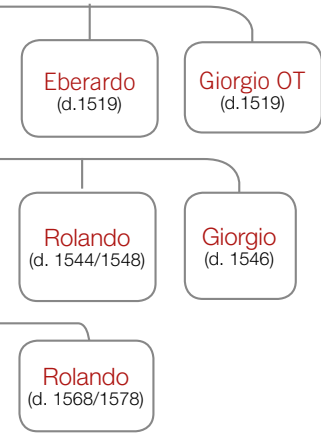 Eberardo
(d.1519)
Giorgio OT
(d.1519)
Rolando
(d. 1544/1548)
Giorgio
(d. 1546)
Rolando
(d. 1568/1578)